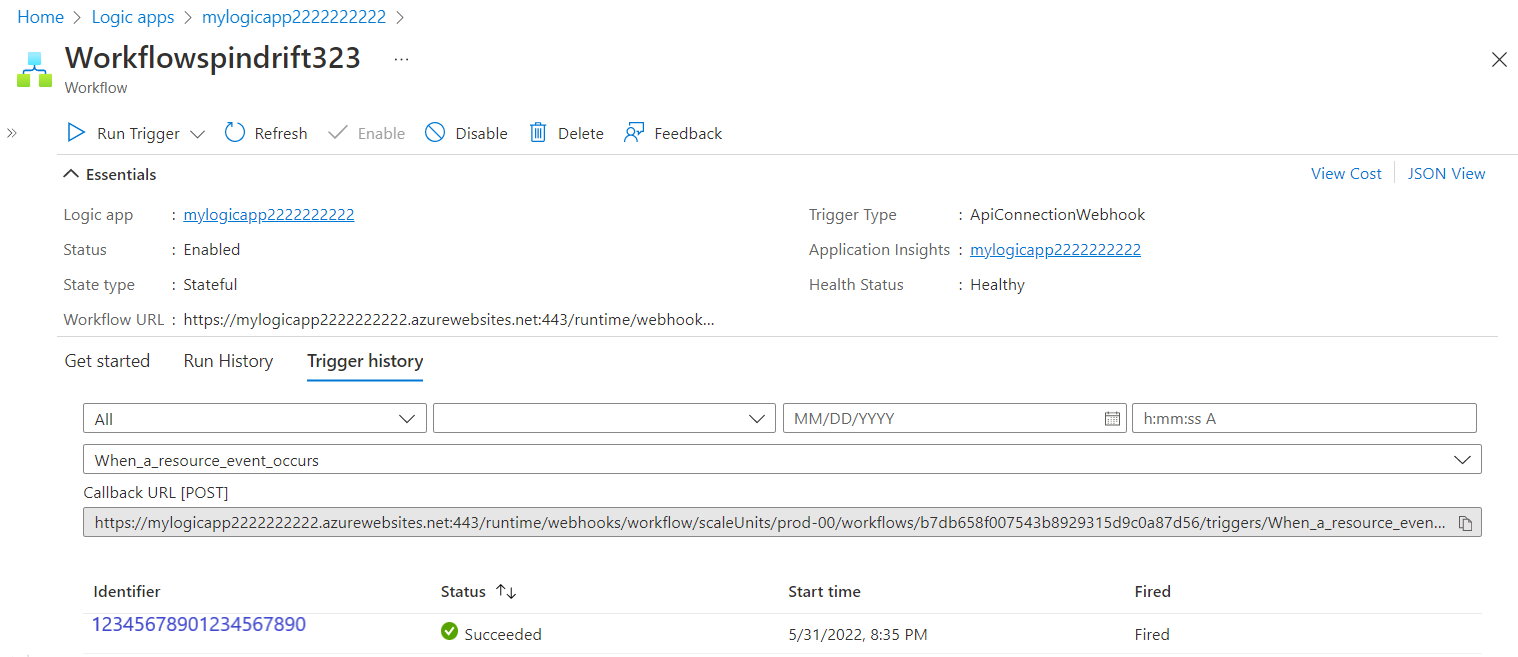 Home > Logic apps > mylogicapp2222222222 >
Workflowspindrift323 ...
Workflow
Run Trigger Refresh Enable Disable Delete Feedback
Essentials View Cost JSON View
Logic app : mylogicapp2222222222 Trigger Type : ApiConnectionWebhook
Status : Enabled Application Insights : mylogicapp2222222222
State type : Stateful Health Status : Healthy
Workflow URL : https://mylogicapp2222222222.azurewebsites.net:443/runtime/webhook...
Get started Run History Trigger history
All MM/DD/YYYY h:mm:ss A
When_a_resource_event_occurs
Callback URL [POST]
https://mylogicapp2222222222.azurewebsites.net:443/runtime/webhooks/workflow/scaleUnits/prod-00/workflows/b7db658f007543b8929315d9c0a87d56/triggers/When_a_resource_even...
Identifier Status Start time Fired
12345678901234567890 Succeeded 5/31/2022, 8:35 PM Fired